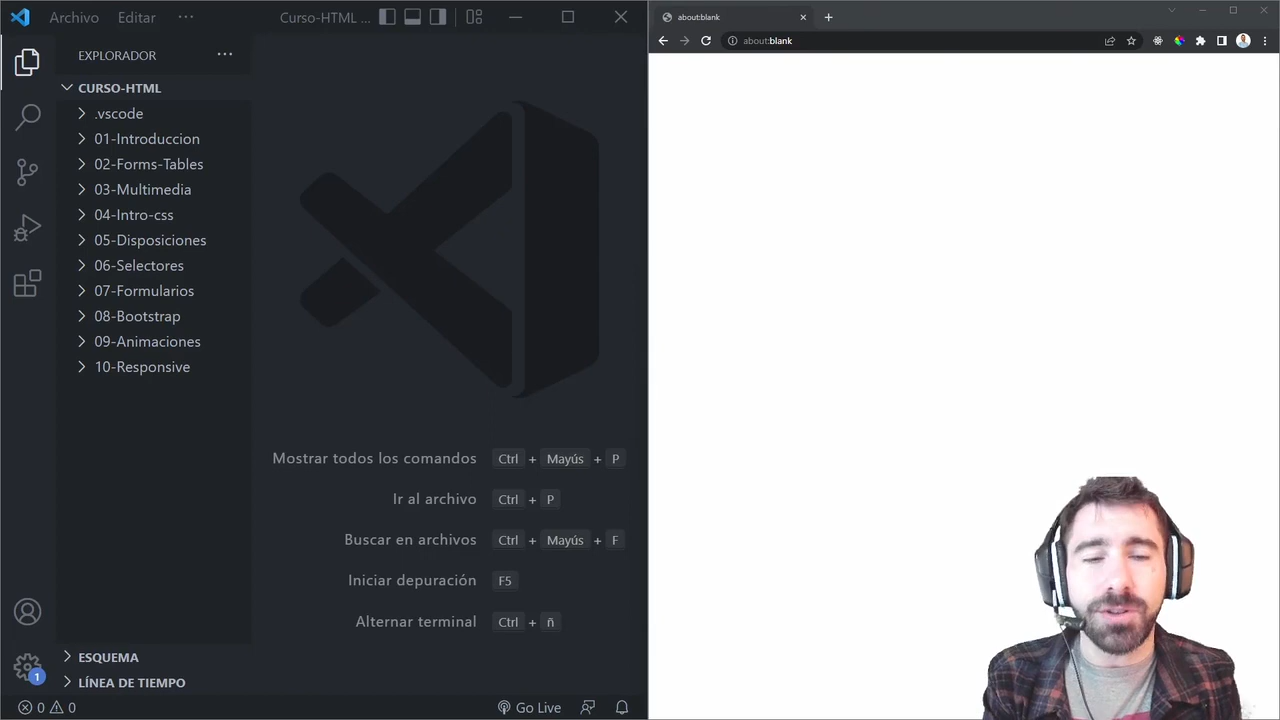 Archivo Editar ··· Curso-HTML ...
EXPLORADOR ···
CURSO-HTML
.vscode
01-Introduccion
02-Forms-Tables
03-Multimedia
04-Intro-css
05-Disposiciones
06-Selectores
07-Formularios
08-Bootstrap
09-Animaciones
10-Responsive
Mostrar todos los comandos Ctrl + Mayús + P
Ir al archivo Ctrl + P
Buscar en archivos Ctrl + Mayús + F
Iniciar depuración F5
Alternar terminal Ctrl + ñ
ESQUEMA
1
LÍNEA DE TIEMPO
0 0 Go Live
about:blank
about:blank